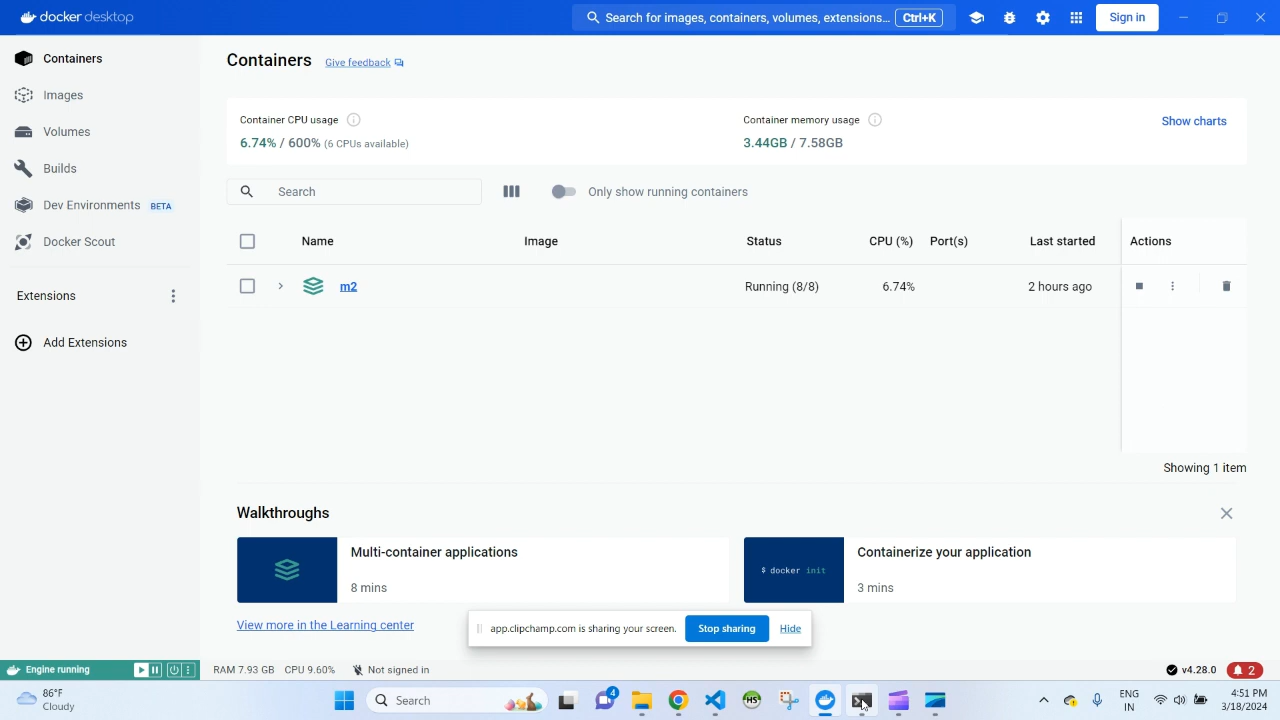 docker desktop
Search for images, containers, volumes, extensions... Ctrl+K
Sign in
Containers
Images
Volumes
Builds
Dev Environments BETA
Docker Scout
Extensions
Add Extensions
Containers Give feedback
Container CPU usage
6.74% / 600% (6 CPUs available)
Container memory usage
3.44GB / 7.58GB
Show charts
Search
Only show running containers
Name Image Status CPU (%) Port(s) Last started Actions
m2 Running (8/8) 6.74% 2 hours ago
Showing 1 item
Walkthroughs
Multi-container applications
8 mins
$ docker init
Containerize your application
3 mins
View more in the Learning center
app.clipchamp.com is sharing your screen. Stop sharing Hide
Engine running
RAM 7.93 GB CPU 9.60% Not signed in
v4.28.0
2
86°F
Cloudy
Search
4
HS
ENG
IN
4:51 PM
3/18/2024